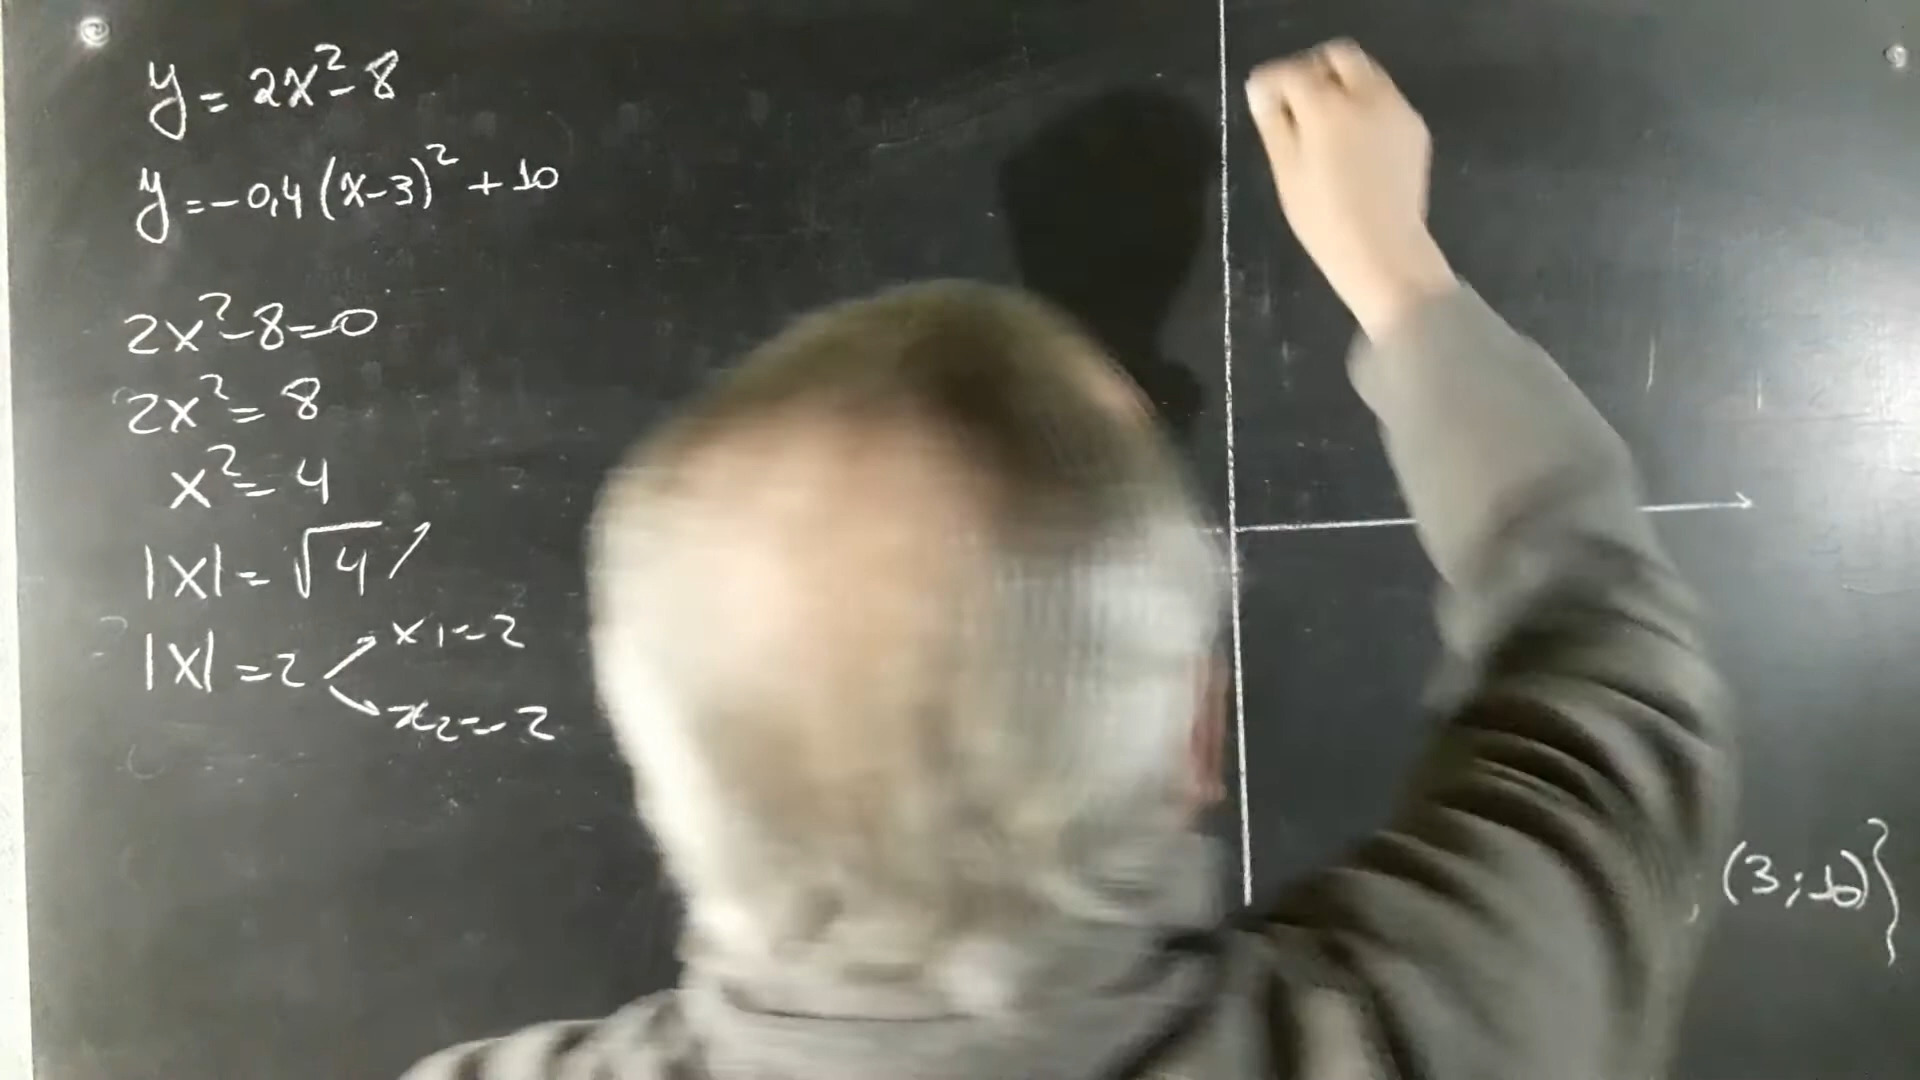 y = 2x² - 8
y = -0,4 (x-3)² + 10
2x² - 8 = 0
2x² = 8
x² = 4
|x| = √4
|x| = 2
x₁ = 2
x₂ = -2
; (3; 10)}